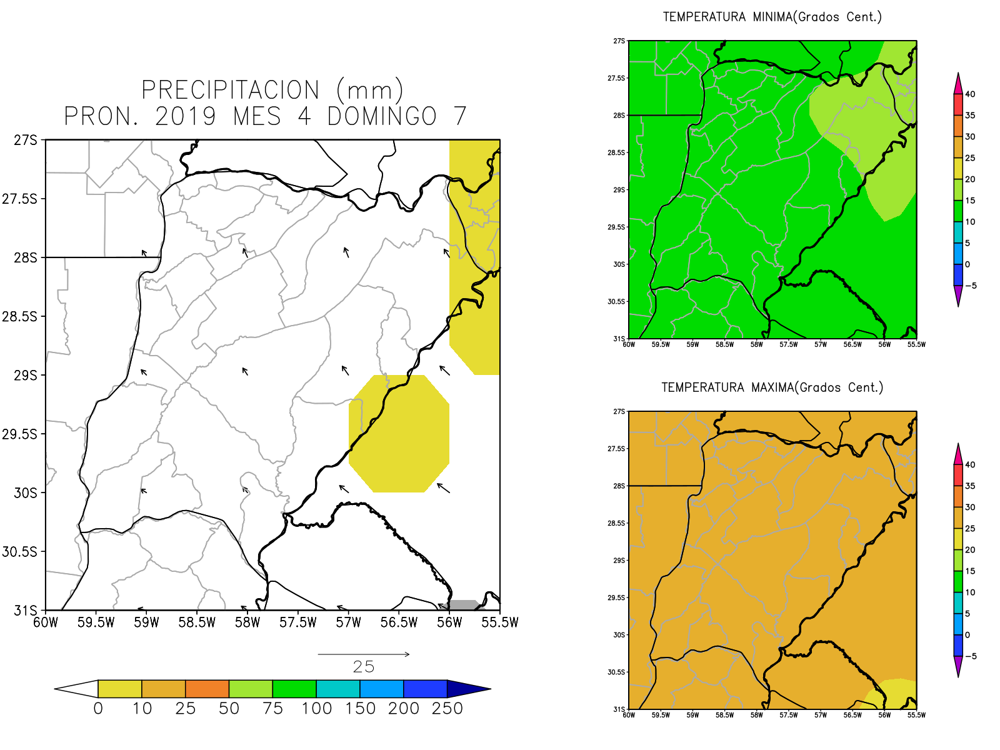 PRECIPITACION (mm)
PRON. 2019 MES 4 DOMINGO 7
27S
27.5S
28S
28.5S
29S
29.5S
30S
30.5S
31S
60W 59.5W 59W 58.5W 58W 57.5W 57W 56.5W 56W 55.5W
25
0 10 25 50 75 100 150 200 250
TEMPERATURA MINIMA(Grados Cent.)
27S
27.5S
28S
28.5S
29S
29.5S
30S
30.5S
31S
60W 59.5W 59W 58.5W 58W 57.5W 57W 56.5W 56W 55.5W
40
35
30
25
20
15
10
5
0
-5
TEMPERATURA MAXIMA(Grados Cent.)
27S
27.5S
28S
28.5S
29S
29.5S
30S
30.5S
31S
60W 59.5W 59W 58.5W 58W 57.5W 57W 56.5W 56W 55.5W
40
35
30
25
20
15
10
5
0
-5